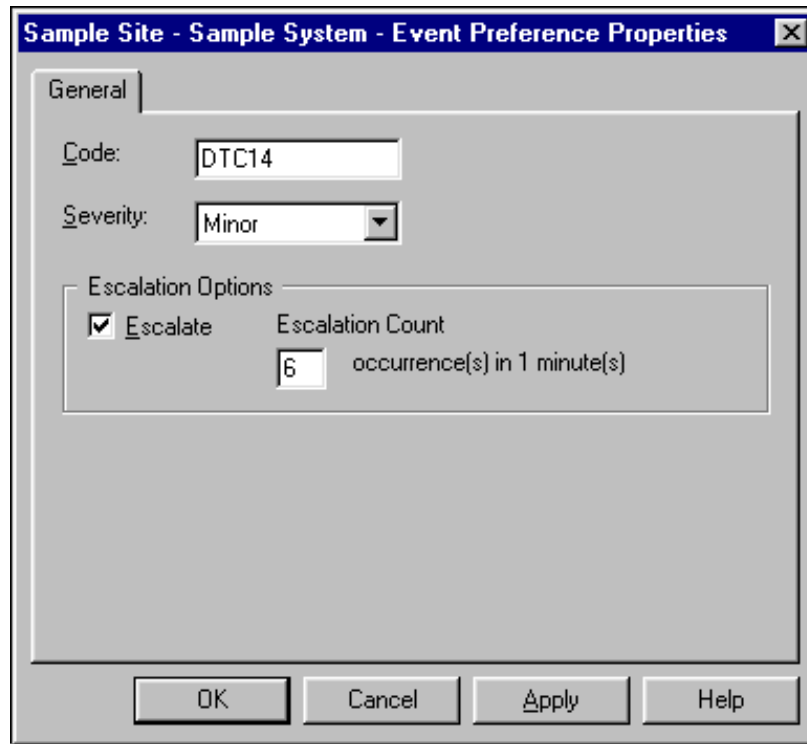 Sample Site - Sample System - Event Preference Properties
General
Code: DTC14
Severity: Minor
Escalation Options
Escalate Escalation Count
6 occurrence(s) in 1 minute(s)
OK Cancel Apply Help